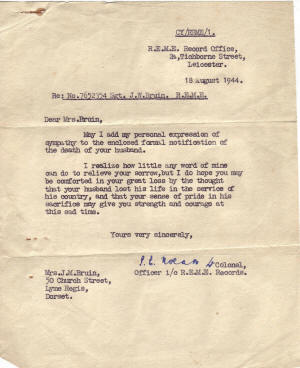 CY/REME/1.
R.E.M.E. Record Office,
2a, Tichborne Street,
Leicester.
18 August 1944.
Re: No.7652354 Sgt. J.W.Bruin. R.E.M.E.
Dear Mrs.Bruin,
May I add my personal expression of
sympathy to the enclosed formal notification of
the death of your husband.
I realize how little any word of mine
can do to relieve your sorrow, but I do hope you may
be comforted in your great loss by the thought
that your husband lost his life in the service of
his country, and that your sense of pride in his
sacrifice may give you strength and courage at
this sad time.
Yours very sincerely,
Colonel,
Officer i/c R.E.M.E. Records.
Mrs.J.M.Bruin,
50 Church Street,
Lyme Regis,
Dorset.